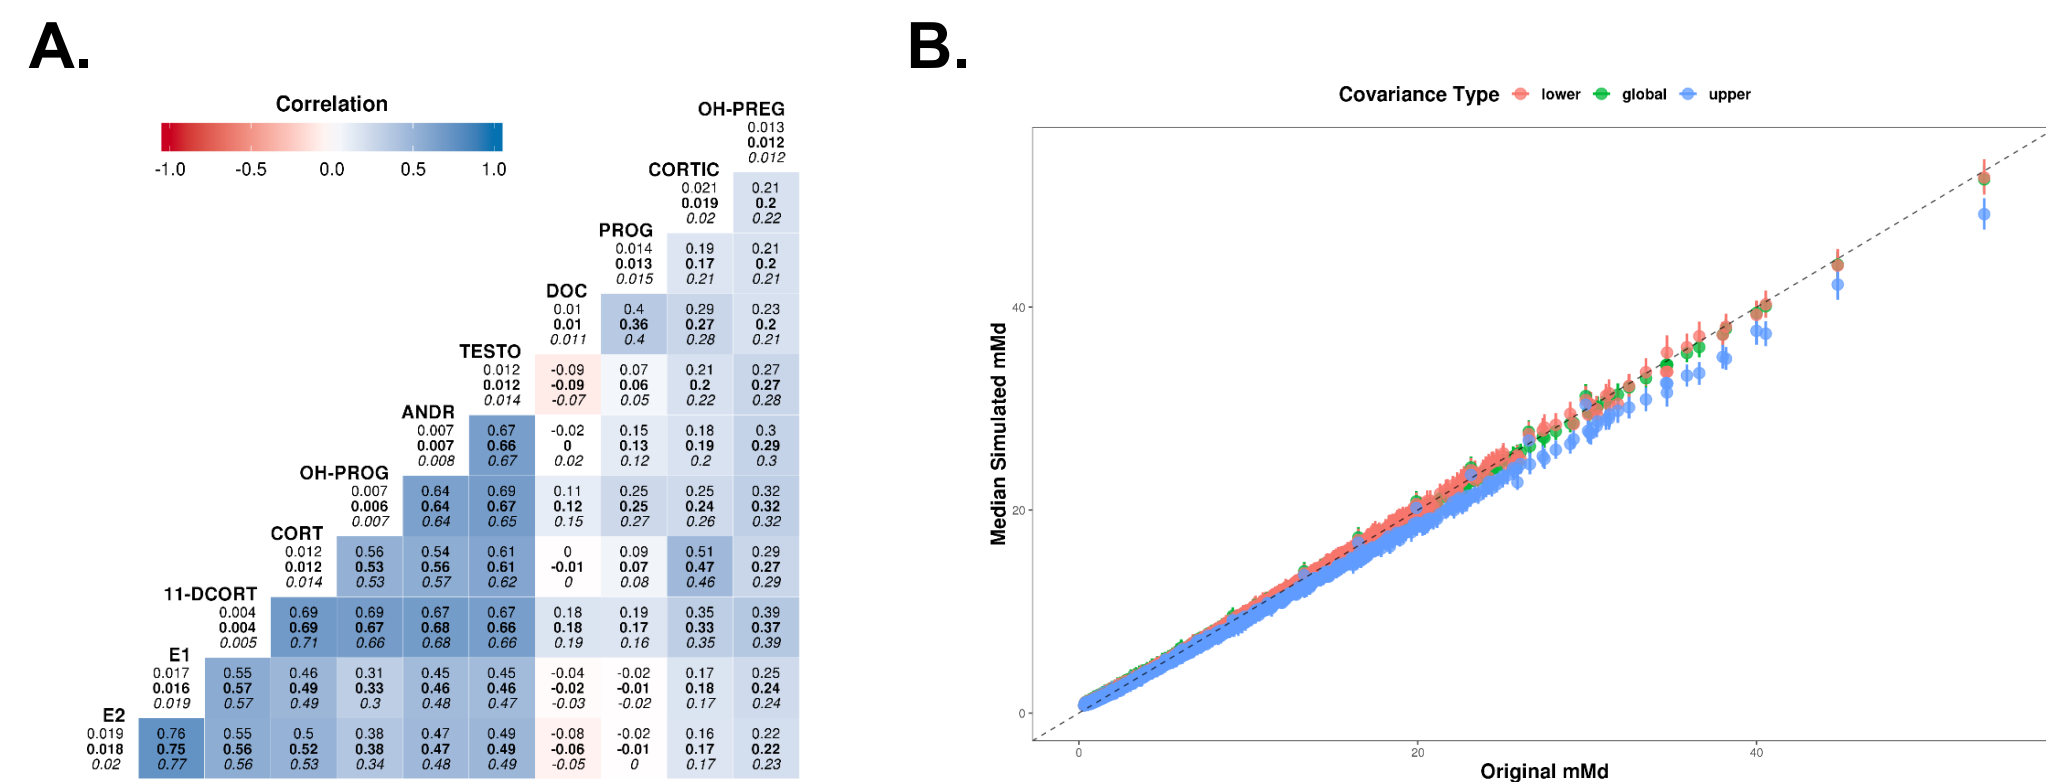 A.
Correlation
-1.0 -0.5 0.0 0.5 1.0
OH-PREG
0.013
0.012
0.012
CORTIC
0.021 0.21
0.019 0.2
0.02 0.22
PROG
0.014 0.19 0.21
0.013 0.17 0.2
0.015 0.21 0.21
DOC
0.01 0.4 0.29 0.23
0.01 0.36 0.27 0.2
0.011 0.4 0.28 0.21
TESTO
0.012 -0.09 0.07 0.21 0.27
0.012 -0.09 0.06 0.2 0.27
0.014 -0.07 0.05 0.22 0.28
ANDR
0.007 0.67 -0.02 0.15 0.18 0.3
0.007 0.66 0 0.13 0.19 0.29
0.008 0.67 0.02 0.12 0.2 0.3
OH-PROG
0.007 0.64 0.69 0.11 0.25 0.25 0.32
0.006 0.64 0.67 0.12 0.25 0.24 0.32
0.007 0.64 0.65 0.15 0.27 0.26 0.32
CORT
0.012 0.56 0.54 0.61 0 0.09 0.51 0.29
0.012 0.53 0.56 0.61 -0.01 0.07 0.47 0.27
0.014 0.53 0.57 0.62 0 0.08 0.46 0.29
11-DCORT
0.004 0.69 0.69 0.67 0.67 0.18 0.19 0.35 0.39
0.004 0.69 0.67 0.68 0.66 0.18 0.17 0.33 0.37
0.005 0.71 0.66 0.68 0.66 0.19 0.16 0.35 0.39
E1
0.017 0.55 0.46 0.31 0.45 0.45 -0.04 -0.02 0.17 0.25
0.016 0.57 0.49 0.33 0.46 0.46 -0.02 -0.01 0.18 0.24
0.019 0.57 0.49 0.3 0.48 0.47 -0.03 -0.02 0.17 0.24
E2
0.019 0.76 0.55 0.5 0.38 0.47 0.49 -0.08 -0.02 0.16 0.22
0.018 0.75 0.56 0.52 0.38 0.47 0.49 -0.06 -0.01 0.17 0.22
0.02 0.77 0.56 0.53 0.34 0.48 0.49 -0.05 0 0.17 0.23
B.
Covariance Type lower global upper
Median Simulated mMd
40
20
0
0 20 40
Original mMd